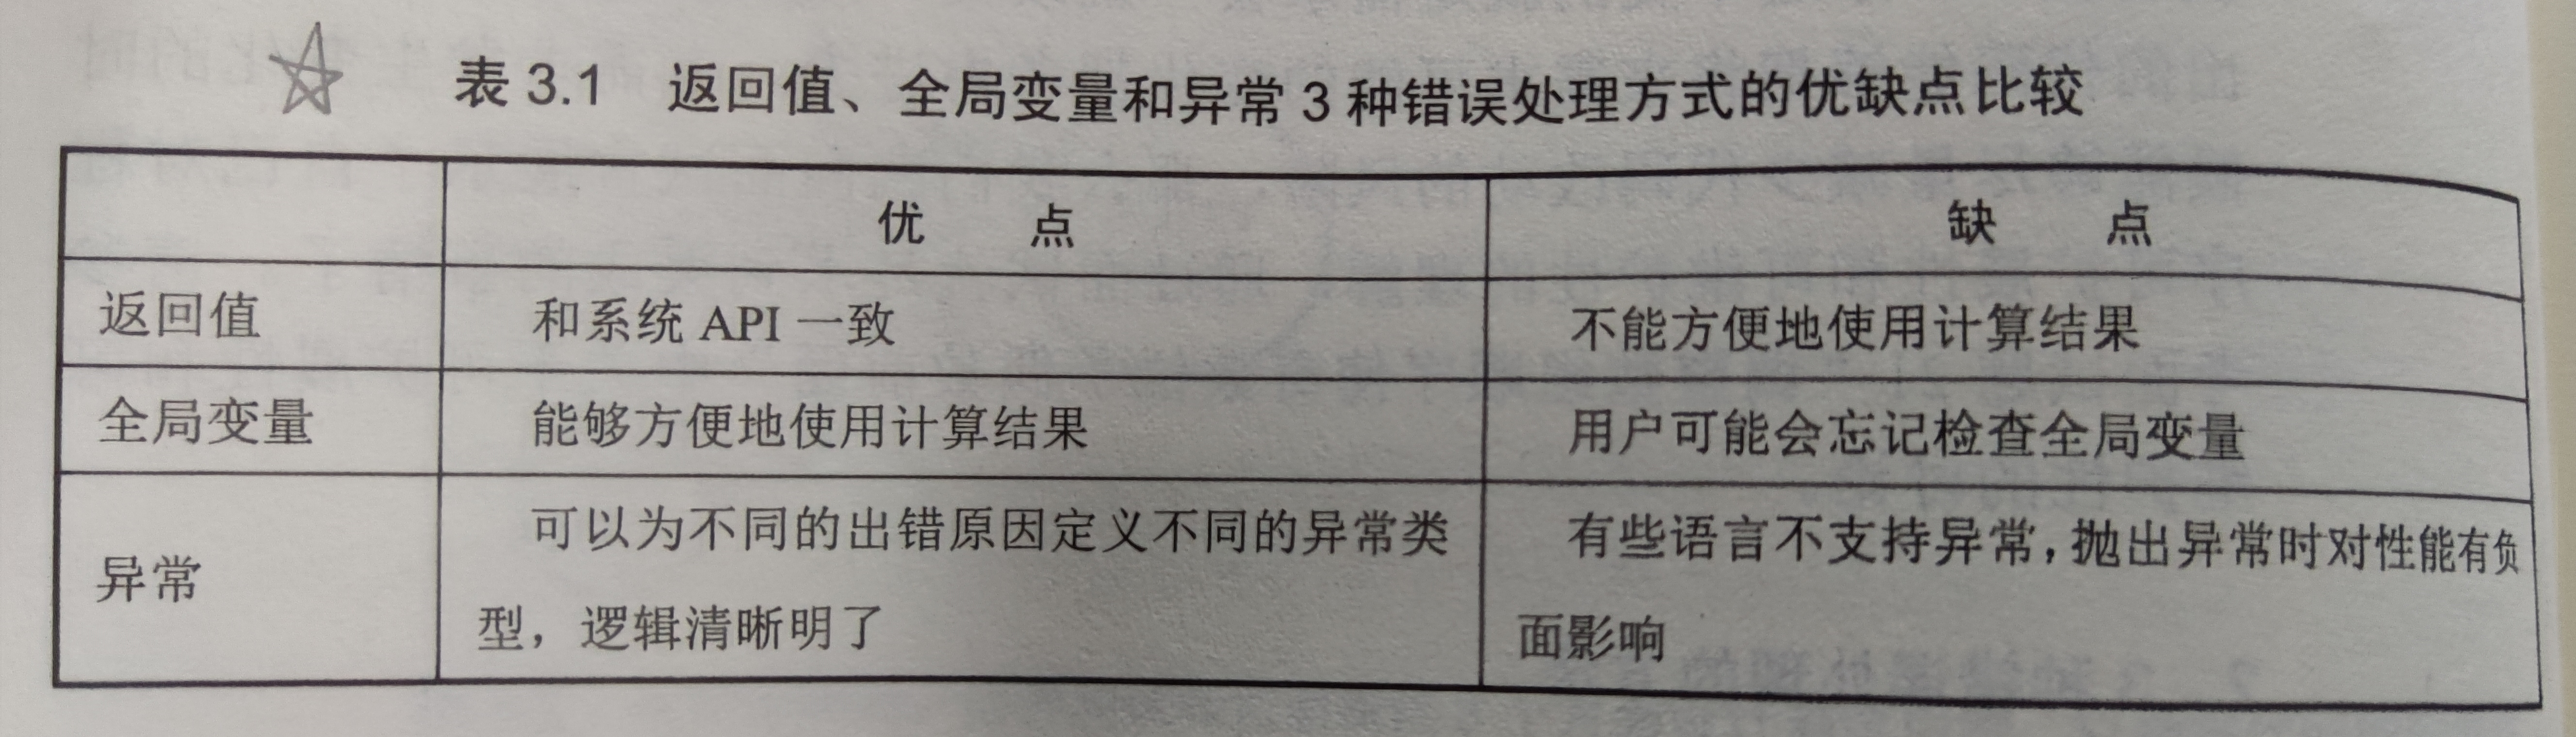 表 3.1 返回值、全局变量和异常 3 种错误处理方式的优缺点比较
优 点 缺 点
返回值 和系统 API 一致 不能方便地使用计算结果
全局变量 能够方便地使用计算结果 用户可能会忘记检查全局变量
异常
可以为不同的出错原因定义不同的异常类
型，逻辑清晰明了
有些语言不支持异常，抛出异常时对性能有负
面影响